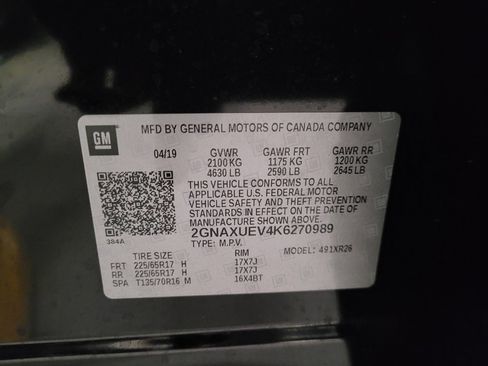 GM
MFD BY GENERAL MOTORS OF CANADA COMPANY
04/19 GVWR GAWR FRT GAWR RR
2100 KG 1175 KG 1200 KG
4630 LB 2590 LB 2645 LB
THIS VEHICLE CONFORMS TO ALL
APPLICABLE U.S. FEDERAL MOTOR
VEHICLE SAFETY AND THEFT PREVENTION
STANDARDS IN EFFECT ON THE DATE OF
MANUFACTURE SHOWN ABOVE.
2GNAXUEV4K6270989
384A TYPE: M.P.V. MODEL: 491XR26
TIRE SIZE RIM
FRT 225/65R17 H 17X7J
RR 225/65R17 H 17X7J
SPA T135/70R16 M 16X4BT